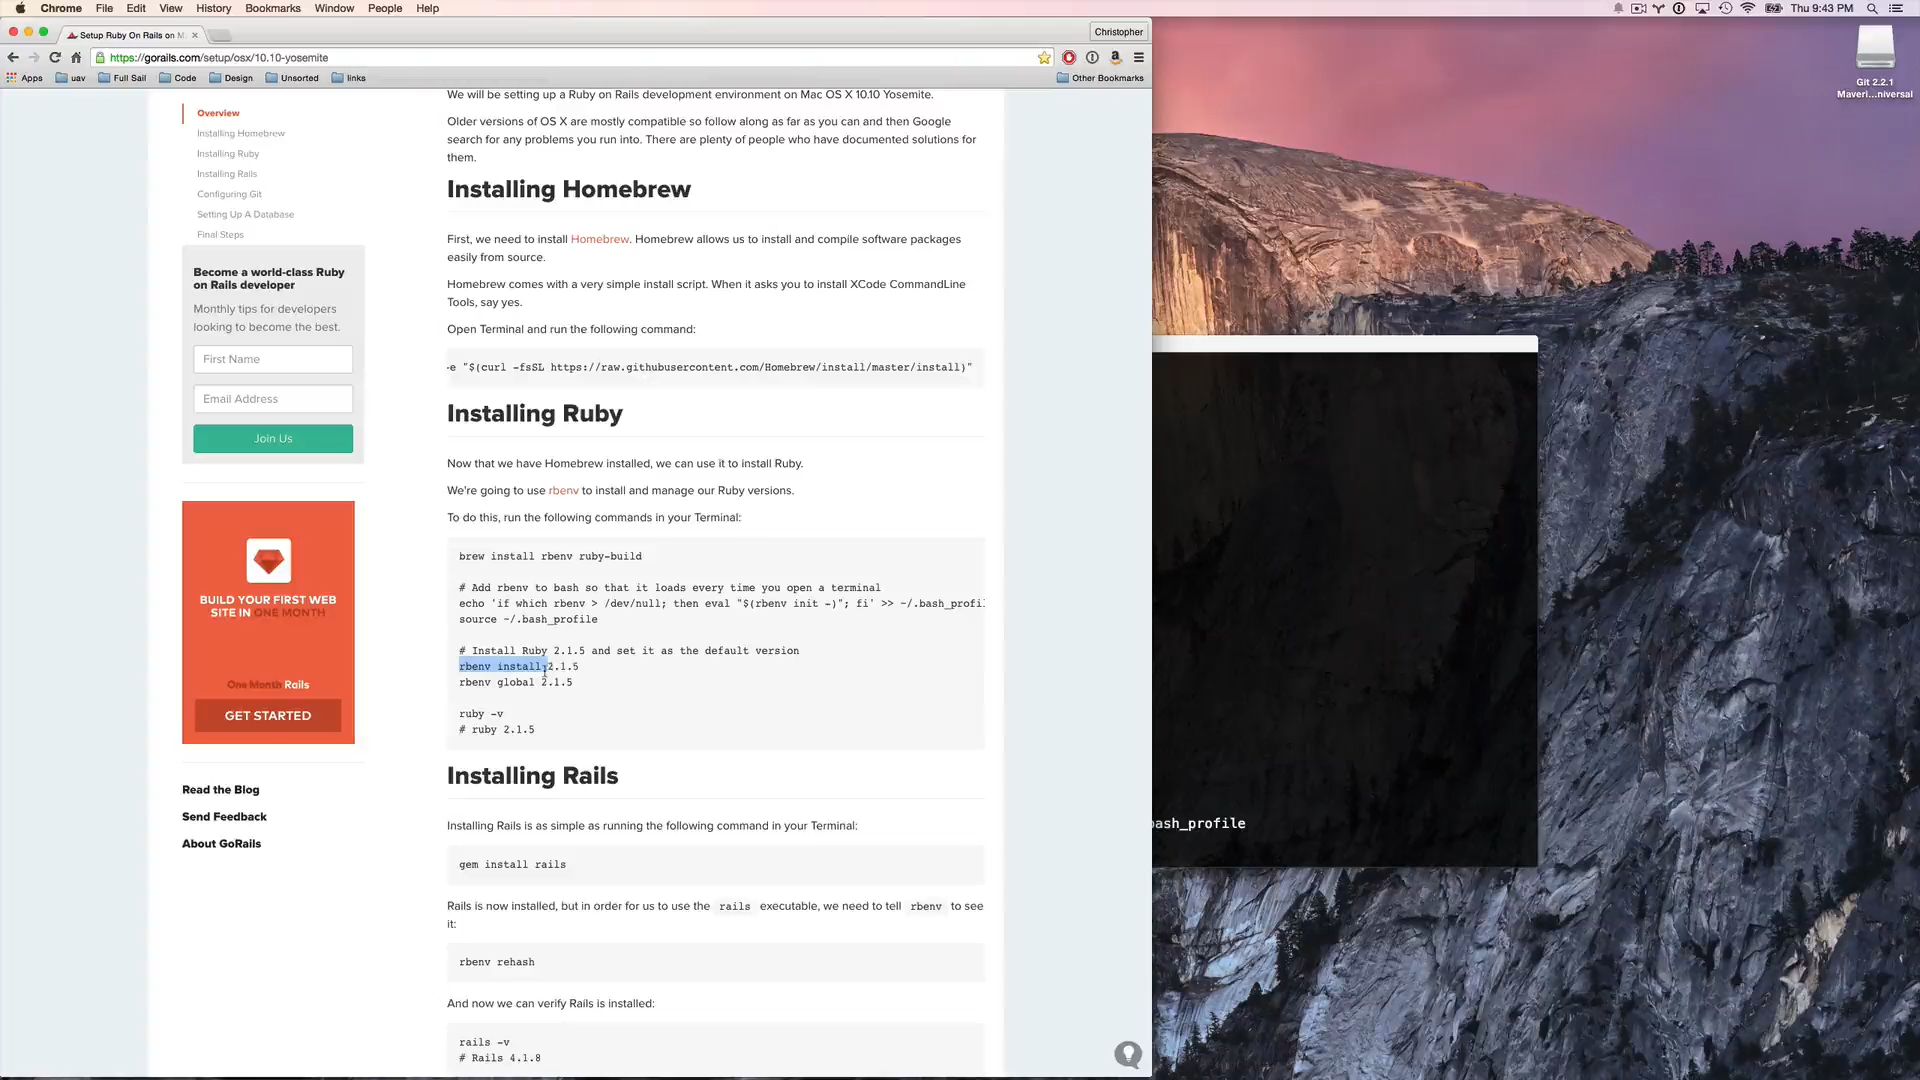 Chrome File Edit View History Bookmarks Window People Help
Thu 9:43 PM
Setup Ruby On Rails on M
Christopher
https://gorails.com/setup/osx/10.10-yosemite
Apps uav Full Sail Code Design Unsorted links
Other Bookmarks
Git 2.2.1
Maveri...niversal
Overview
Installing Homebrew
Installing Ruby
Installing Rails
Configuring Git
Setting Up A Database
Final Steps
Become a world-class Ruby
on Rails developer
Monthly tips for developers
looking to become the best.
First Name
Email Address
Join Us
BUILD YOUR FIRST WEB
SITE IN ONE MONTH
One Month Rails
GET STARTED
Read the Blog
Send Feedback
About GoRails
We will be setting up a Ruby on Rails development environment on Mac OS X 10.10 Yosemite.
Older versions of OS X are mostly compatible so follow along as far as you can and then Google
search for any problems you run into. There are plenty of people who have documented solutions for
them.
Installing Homebrew
First, we need to install Homebrew. Homebrew allows us to install and compile software packages
easily from source.
Homebrew comes with a very simple install script. When it asks you to install XCode CommandLine
Tools, say yes.
Open Terminal and run the following command:
-e "$(curl -fsSL https://raw.githubusercontent.com/Homebrew/install/master/install)"
Installing Ruby
Now that we have Homebrew installed, we can use it to install Ruby.
We're going to use rbenv to install and manage our Ruby versions.
To do this, run the following commands in your Terminal:
brew install rbenv ruby-build
# Add rbenv to bash so that it loads every time you open a terminal
echo 'if which rbenv > /dev/null; then eval "$(rbenv init -)"; fi' >> ~/.bash_profil
source ~/.bash_profile
# Install Ruby 2.1.5 and set it as the default version
rbenv install 2.1.5
rbenv global 2.1.5
ruby -v
# ruby 2.1.5
Installing Rails
Installing Rails is as simple as running the following command in your Terminal:
gem install rails
Rails is now installed, but in order for us to use the rails executable, we need to tell rbenv to see
it:
rbenv rehash
And now we can verify Rails is installed:
rails -v
# Rails 4.1.8
bash_profile